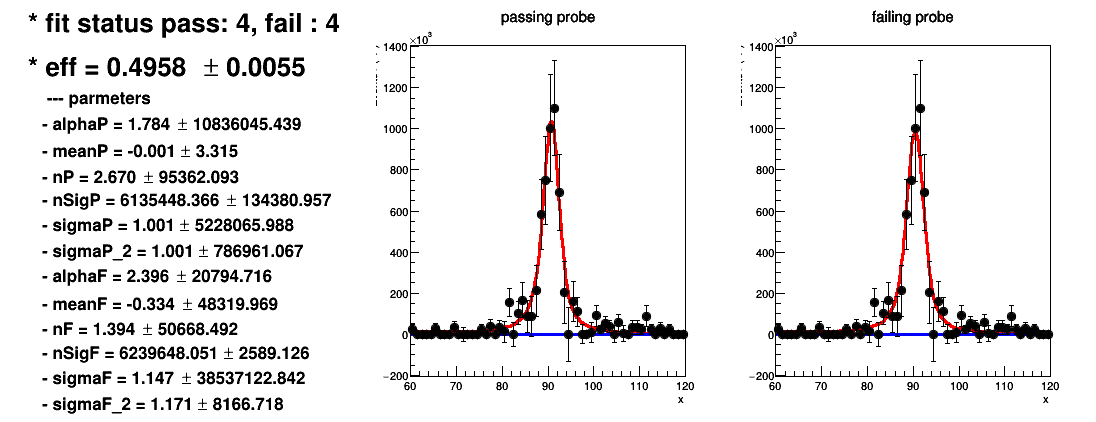 * fit status pass: 4, fail : 4
* eff = 0.4958 ± 0.0055
--- parmeters
- alphaP = 1.784 ± 10836045.439
- meanP = -0.001 ± 3.315
- nP = 2.670 ± 95362.093
- nSigP = 6135448.366 ± 134380.957
- sigmaP = 1.001 ± 5228065.988
- sigmaP_2 = 1.001 ± 786961.067
- alphaF = 2.396 ± 20794.716
- meanF = -0.334 ± 48319.969
- nF = 1.394 ± 50668.492
- nSigF = 6239648.051 ± 2589.126
- sigmaF = 1.147 ± 38537122.842
- sigmaF_2 = 1.171 ± 8166.718
passing probe
×10³
1400
1200
1000
800
600
400
200
0
−200
60 70 80 90 100 110 120
x
failing probe
×10³
1400
1200
1000
800
600
400
200
0
−200
60 70 80 90 100 110 120
x